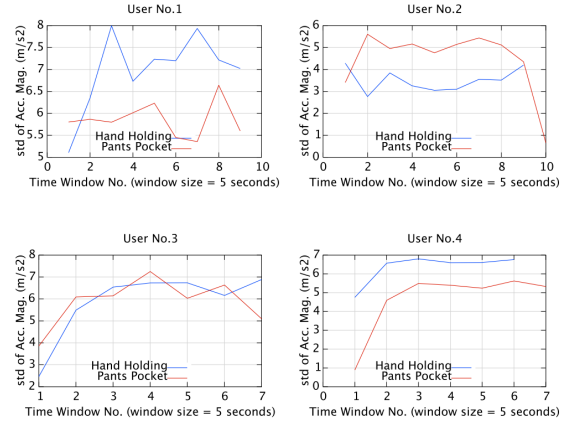 User No.1
std of Acc. Mag. (m/s2)
8
7.5
7
6.5
6
5.5
5
0 2 4 6 8 10
Hand Holding
Pants Pocket
Time Window No. (window size = 5 seconds)
User No.2
std of Acc. Mag. (m/s2)
6
5
4
3
2
1
0
0 2 4 6 8 10
Hand Holding
Pants Pocket
Time Window No. (window size = 5 seconds)
User No.3
std of Acc. Mag. (m/s2)
8
7
6
5
4
3
2
1 2 3 4 5 6 7
Hand Holding
Pants Pocket
Time Window No. (window size = 5 seconds)
User No.4
std of Acc. Mag. (m/s2)
7
6
5
4
3
2
1
0
0 1 2 3 4 5 6 7
Hand Holding
Pants Pocket
Time Window No. (window size = 5 seconds)